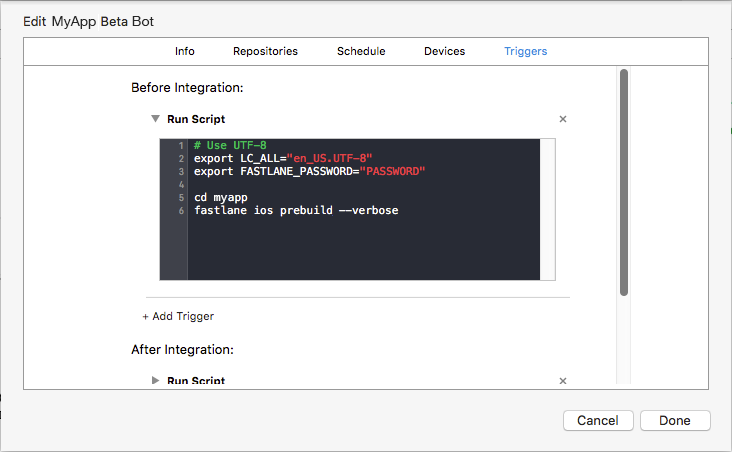 Edit MyApp Beta Bot
Info Repositories Schedule Devices Triggers
Before Integration:
Run Script
1 # Use UTF-8
2 export LC_ALL="en_US.UTF-8"
3 export FASTLANE_PASSWORD="PASSWORD"
4
5 cd myapp
6 fastlane ios prebuild --verbose
+ Add Trigger
After Integration:
Run Script
Cancel Done